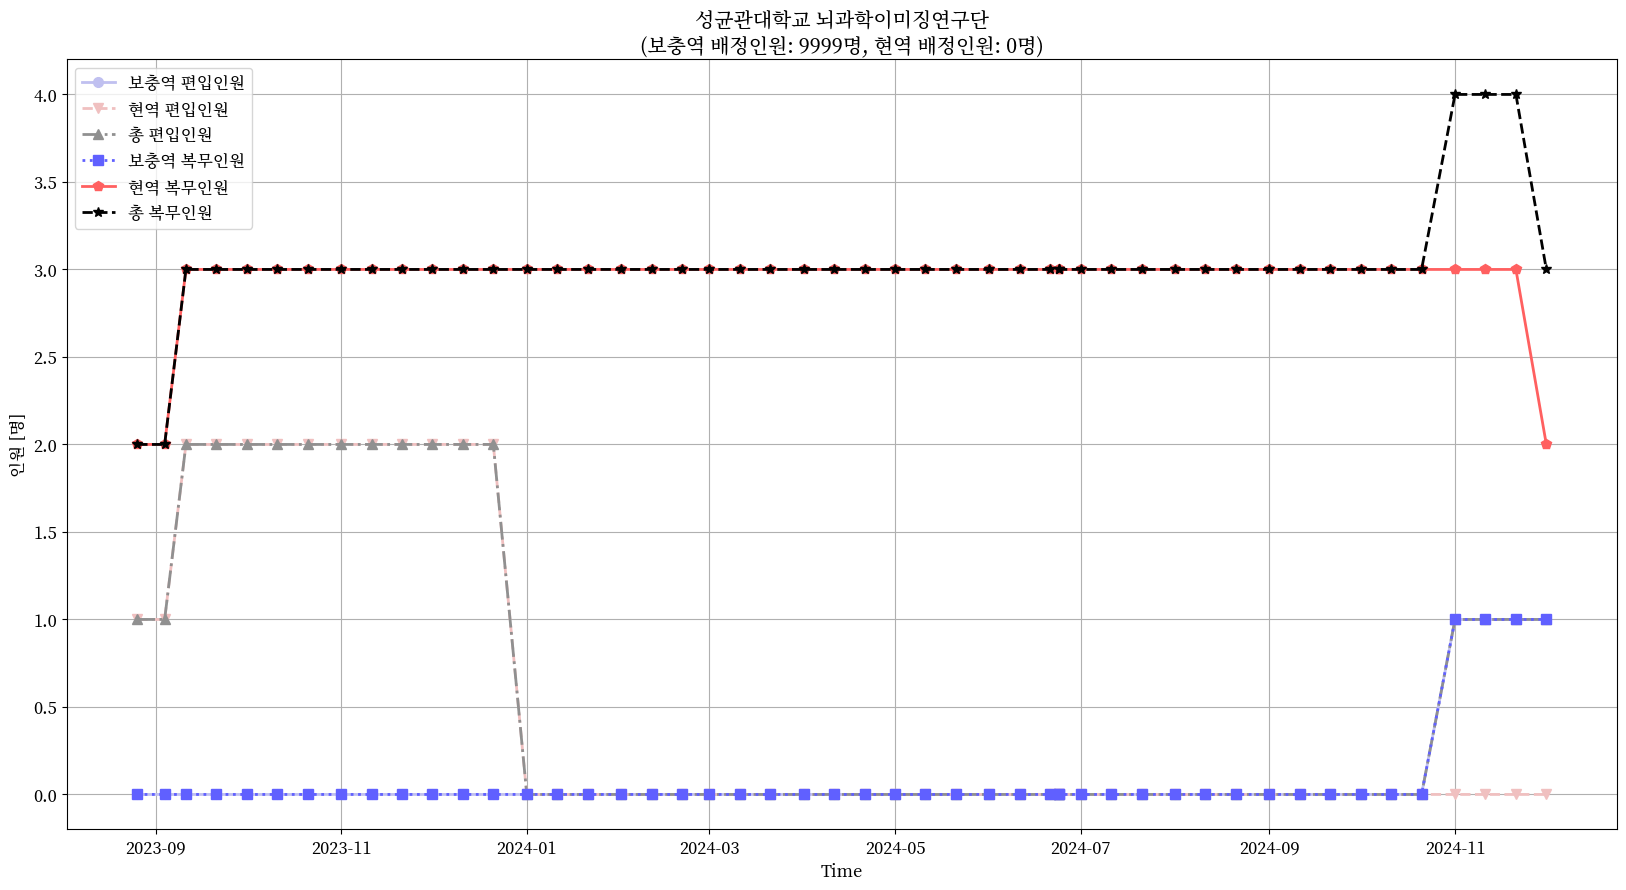 성균관대학교 뇌과학이미징연구단
(보충역 배정인원: 9999명, 현역 배정인원: 0명)
보충역 편입인원
현역 편입인원
총 편입인원
보충역 복무인원
현역 복무인원
총 복무인원
4.0
3.5
3.0
2.5
2.0
1.5
1.0
0.5
0.0
인원 [명]
2023-09 2023-11 2024-01 2024-03 2024-05 2024-07 2024-09 2024-11
Time